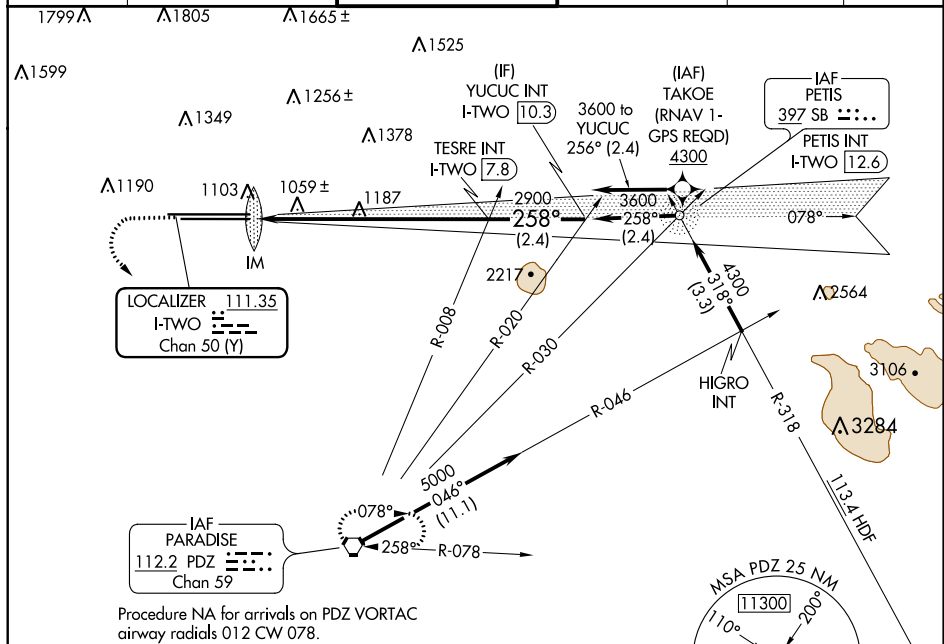 1799
1805
1665 ±
1525
1599
1256 ±
1349
1378
(IF)
YUCUC INT
I-TWO 10.3
3600 to
YUCUC
256° (2.4)
(IAF)
TAKOE
(RNAV 1-
GPS REQD)
4300
IAF
PETIS
397 SB
PETIS INT
I-TWO 12.6
TESRE INT
I-TWO 7.8
1190
1103
1059 ±
1187
2900
258°
(2.4)
3600
258°
(2.4)
078°
IM
2217
4300
318°
(3.3)
2564
LOCALIZER 111.35
I-TWO
Chan 50 (Y)
R-008
R-020
R-030
R-046
HIGRO
INT
R-318
3106
3284
113.4 HDF
5000
046°
(11.1)
078°
258°
R-078
IAF
PARADISE
112.2 PDZ
Chan 59
MSA PDZ 25 NM
11300
110°
200°
Procedure NA for arrivals on PDZ VORTAC
airway radials 012 CW 078.